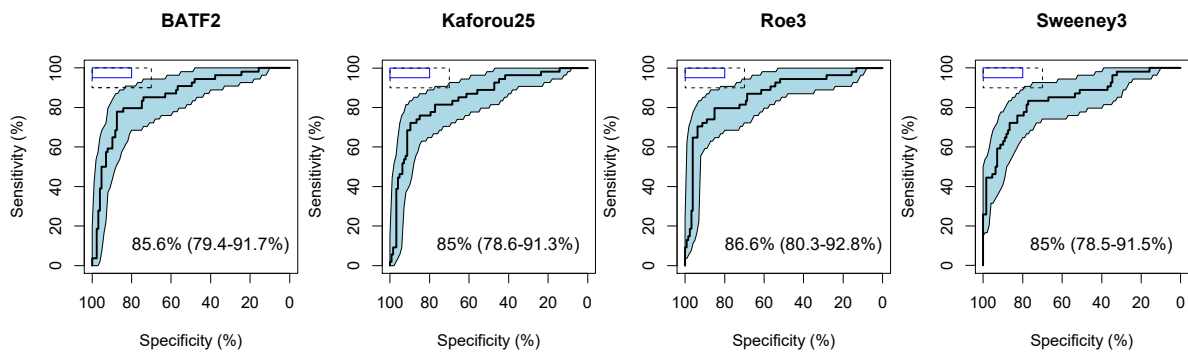 BATF2
Sensitivity (%)
0 20 40 60 80 100
85.6% (79.4-91.7%)
100 80 60 40 20 0
Specificity (%)
Kaforou25
Sensitivity (%)
0 20 40 60 80 100
85% (78.6-91.3%)
100 80 60 40 20 0
Specificity (%)
Roe3
Sensitivity (%)
0 20 40 60 80 100
86.6% (80.3-92.8%)
100 80 60 40 20 0
Specificity (%)
Sweeney3
Sensitivity (%)
0 20 40 60 80 100
85% (78.5-91.5%)
100 80 60 40 20 0
Specificity (%)